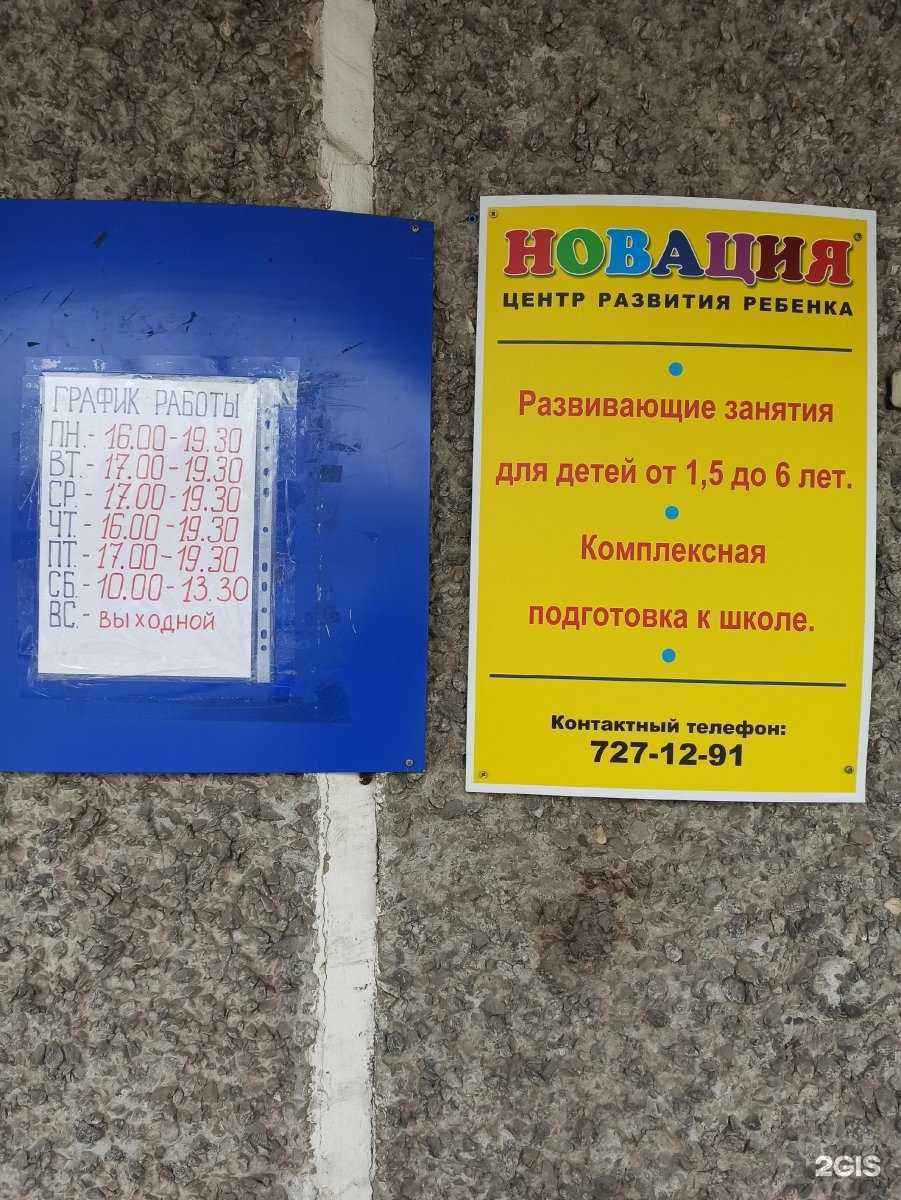 ГРАФИК РАБОТЫ
ПН.- 16.00-19.30
ВТ.- 17.00-19.30
СР.- 17.00-19.30
ЧТ.- 16.00-19.30
ПТ.- 17.00-19.30
СБ.- 10.00-13.30
ВС.- ВЫХОДНОЙ
НОВАЦИЯ
ЦЕНТР РАЗВИТИЯ РЕБЕНКА
Развивающие занятия
для детей от 1,5 до 6 лет.
Комплексная
подготовка к школе.
Контактный телефон:
727-12-91
2GIS